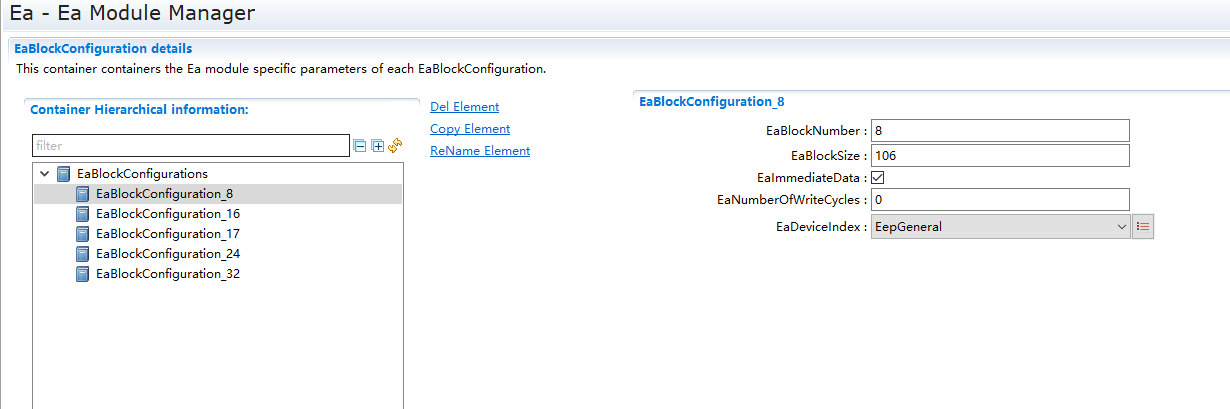 Ea - Ea Module Manager
EaBlockConfiguration details
This container containers the Ea module specific parameters of each EaBlockConfiguration.
Container Hierarchical information:
filter
EaBlockConfigurations
EaBlockConfiguration_8
EaBlockConfiguration_16
EaBlockConfiguration_17
EaBlockConfiguration_24
EaBlockConfiguration_32
Del Element
Copy Element
ReName Element
EaBlockConfiguration_8
EaBlockNumber : 8
EaBlockSize : 106
EaImmediateData :
EaNumberOfWriteCycles : 0
EaDeviceIndex : EepGeneral